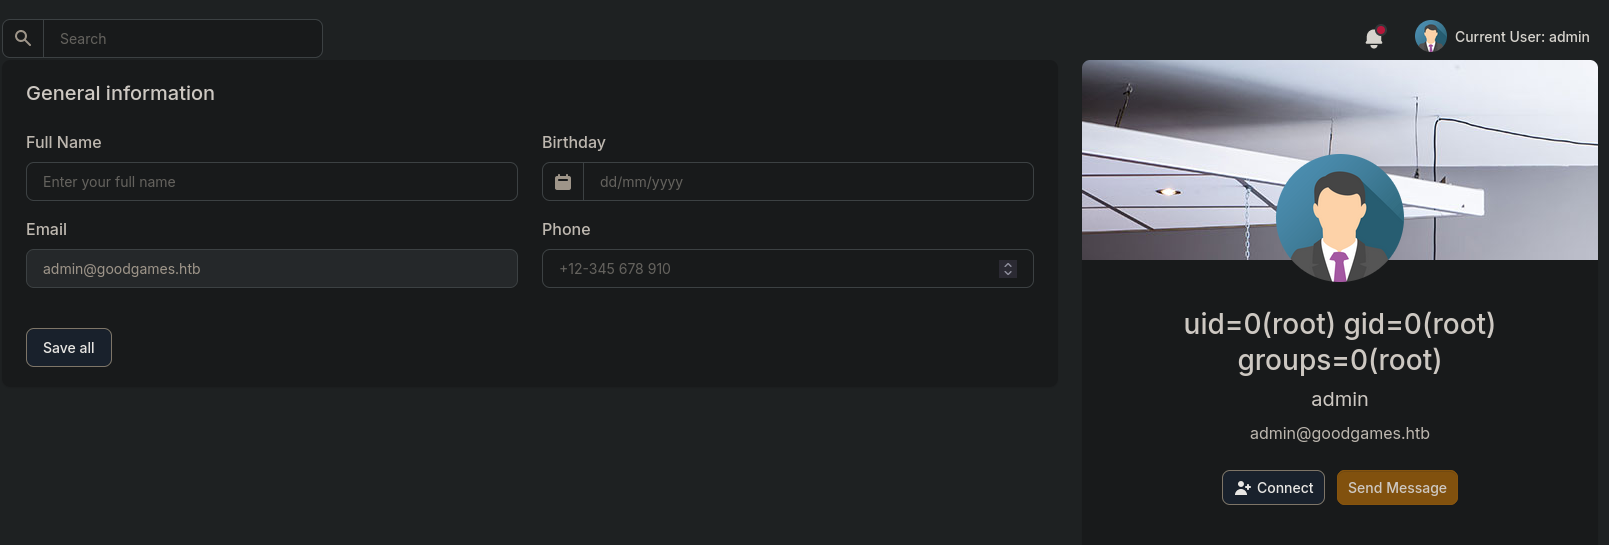 Search
Current User: admin
General information
Full Name
Birthday
Enter your full name
dd/mm/yyyy
Email
Phone
admin@goodgames.htb
+12-345 678 910
Save all
uid=0(root) gid=0(root)
groups=0(root)
admin
admin@goodgames.htb
Connect
Send Message